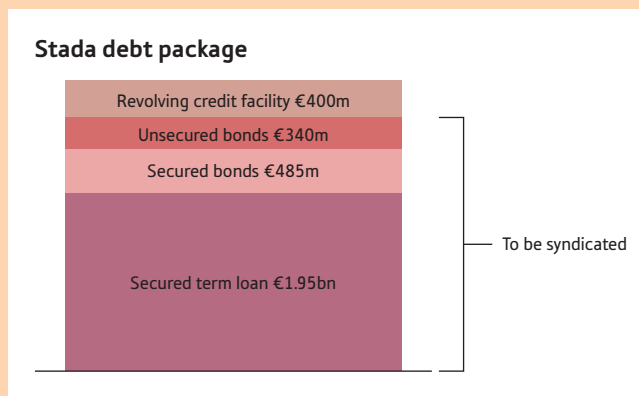 Stada debt package
Revolving credit facility €400m
Unsecured bonds €340m
Secured bonds €485m
To be syndicated
Secured term loan €1.95bn